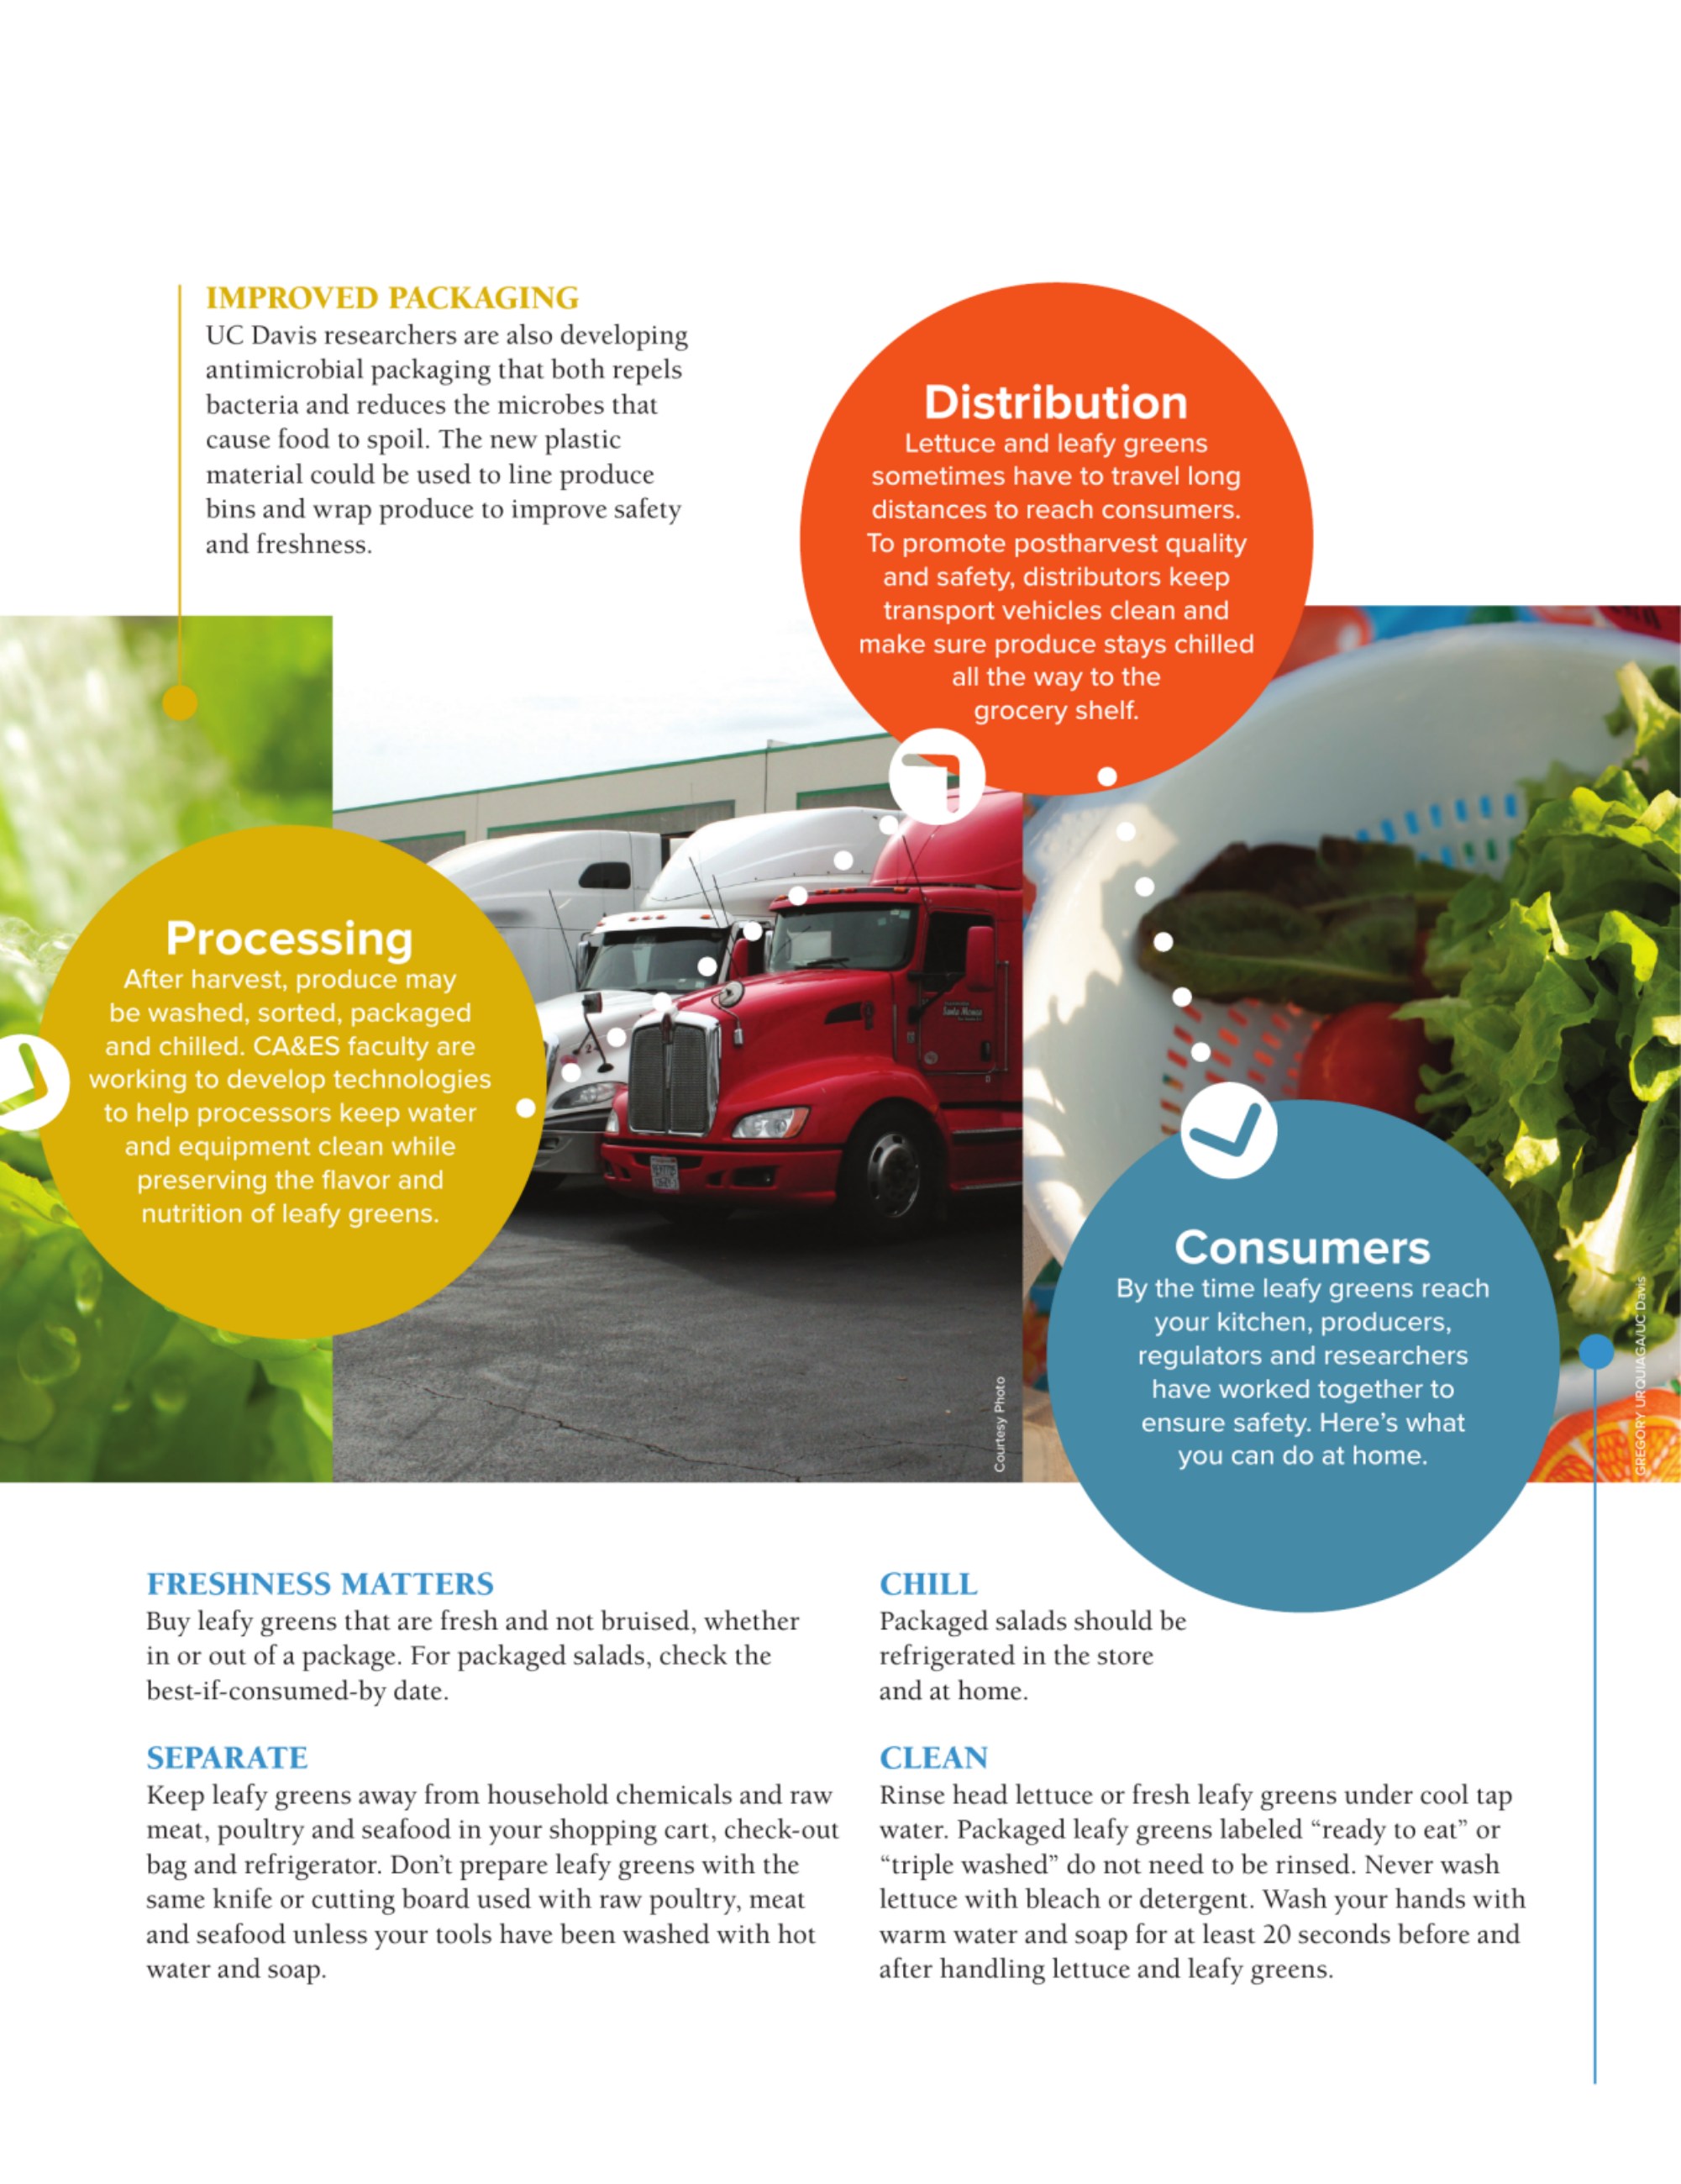 IMPROVED PACKAGING
UC Davis researchers are also developing
antimicrobial packaging that both repels
bacteria and reduces the microbes that
cause food to spoil. The new plastic
material could be used to line produce
bins and wrap produce to improve safety
and freshness.
Distribution
Lettuce and leafy greens
sometimes have to travel long
distances to reach consumers.
To promote postharvest quality
and safety, distributors keep
transport vehicles clean and
make sure produce stays chilled
all the way to the
grocery shelf.
Processing
After harvest, produce may
be washed, sorted, packaged
and chilled. CA&ES faculty are
working to develop technologies
to help processors keep water
and equipment clean while
preserving the flavor and
nutrition of leafy greens.
Courtesy Photo
Consumers
By the time leafy greens reach
your kitchen, producers,
regulators and researchers
have worked together to
ensure safety. Here’s what
you can do at home.
GREGORY URQUIAGA/UC Davis
FRESHNESS MATTERS
Buy leafy greens that are fresh and not bruised, whether
in or out of a package. For packaged salads, check the
best-if-consumed-by date.
SEPARATE
Keep leafy greens away from household chemicals and raw
meat, poultry and seafood in your shopping cart, check-out
bag and refrigerator. Don’t prepare leafy greens with the
same knife or cutting board used with raw poultry, meat
and seafood unless your tools have been washed with hot
water and soap.
CHILL
Packaged salads should be
refrigerated in the store
and at home.
CLEAN
Rinse head lettuce or fresh leafy greens under cool tap
water. Packaged leafy greens labeled “ready to eat” or
“triple washed” do not need to be rinsed. Never wash
lettuce with bleach or detergent. Wash your hands with
warm water and soap for at least 20 seconds before and
after handling lettuce and leafy greens.